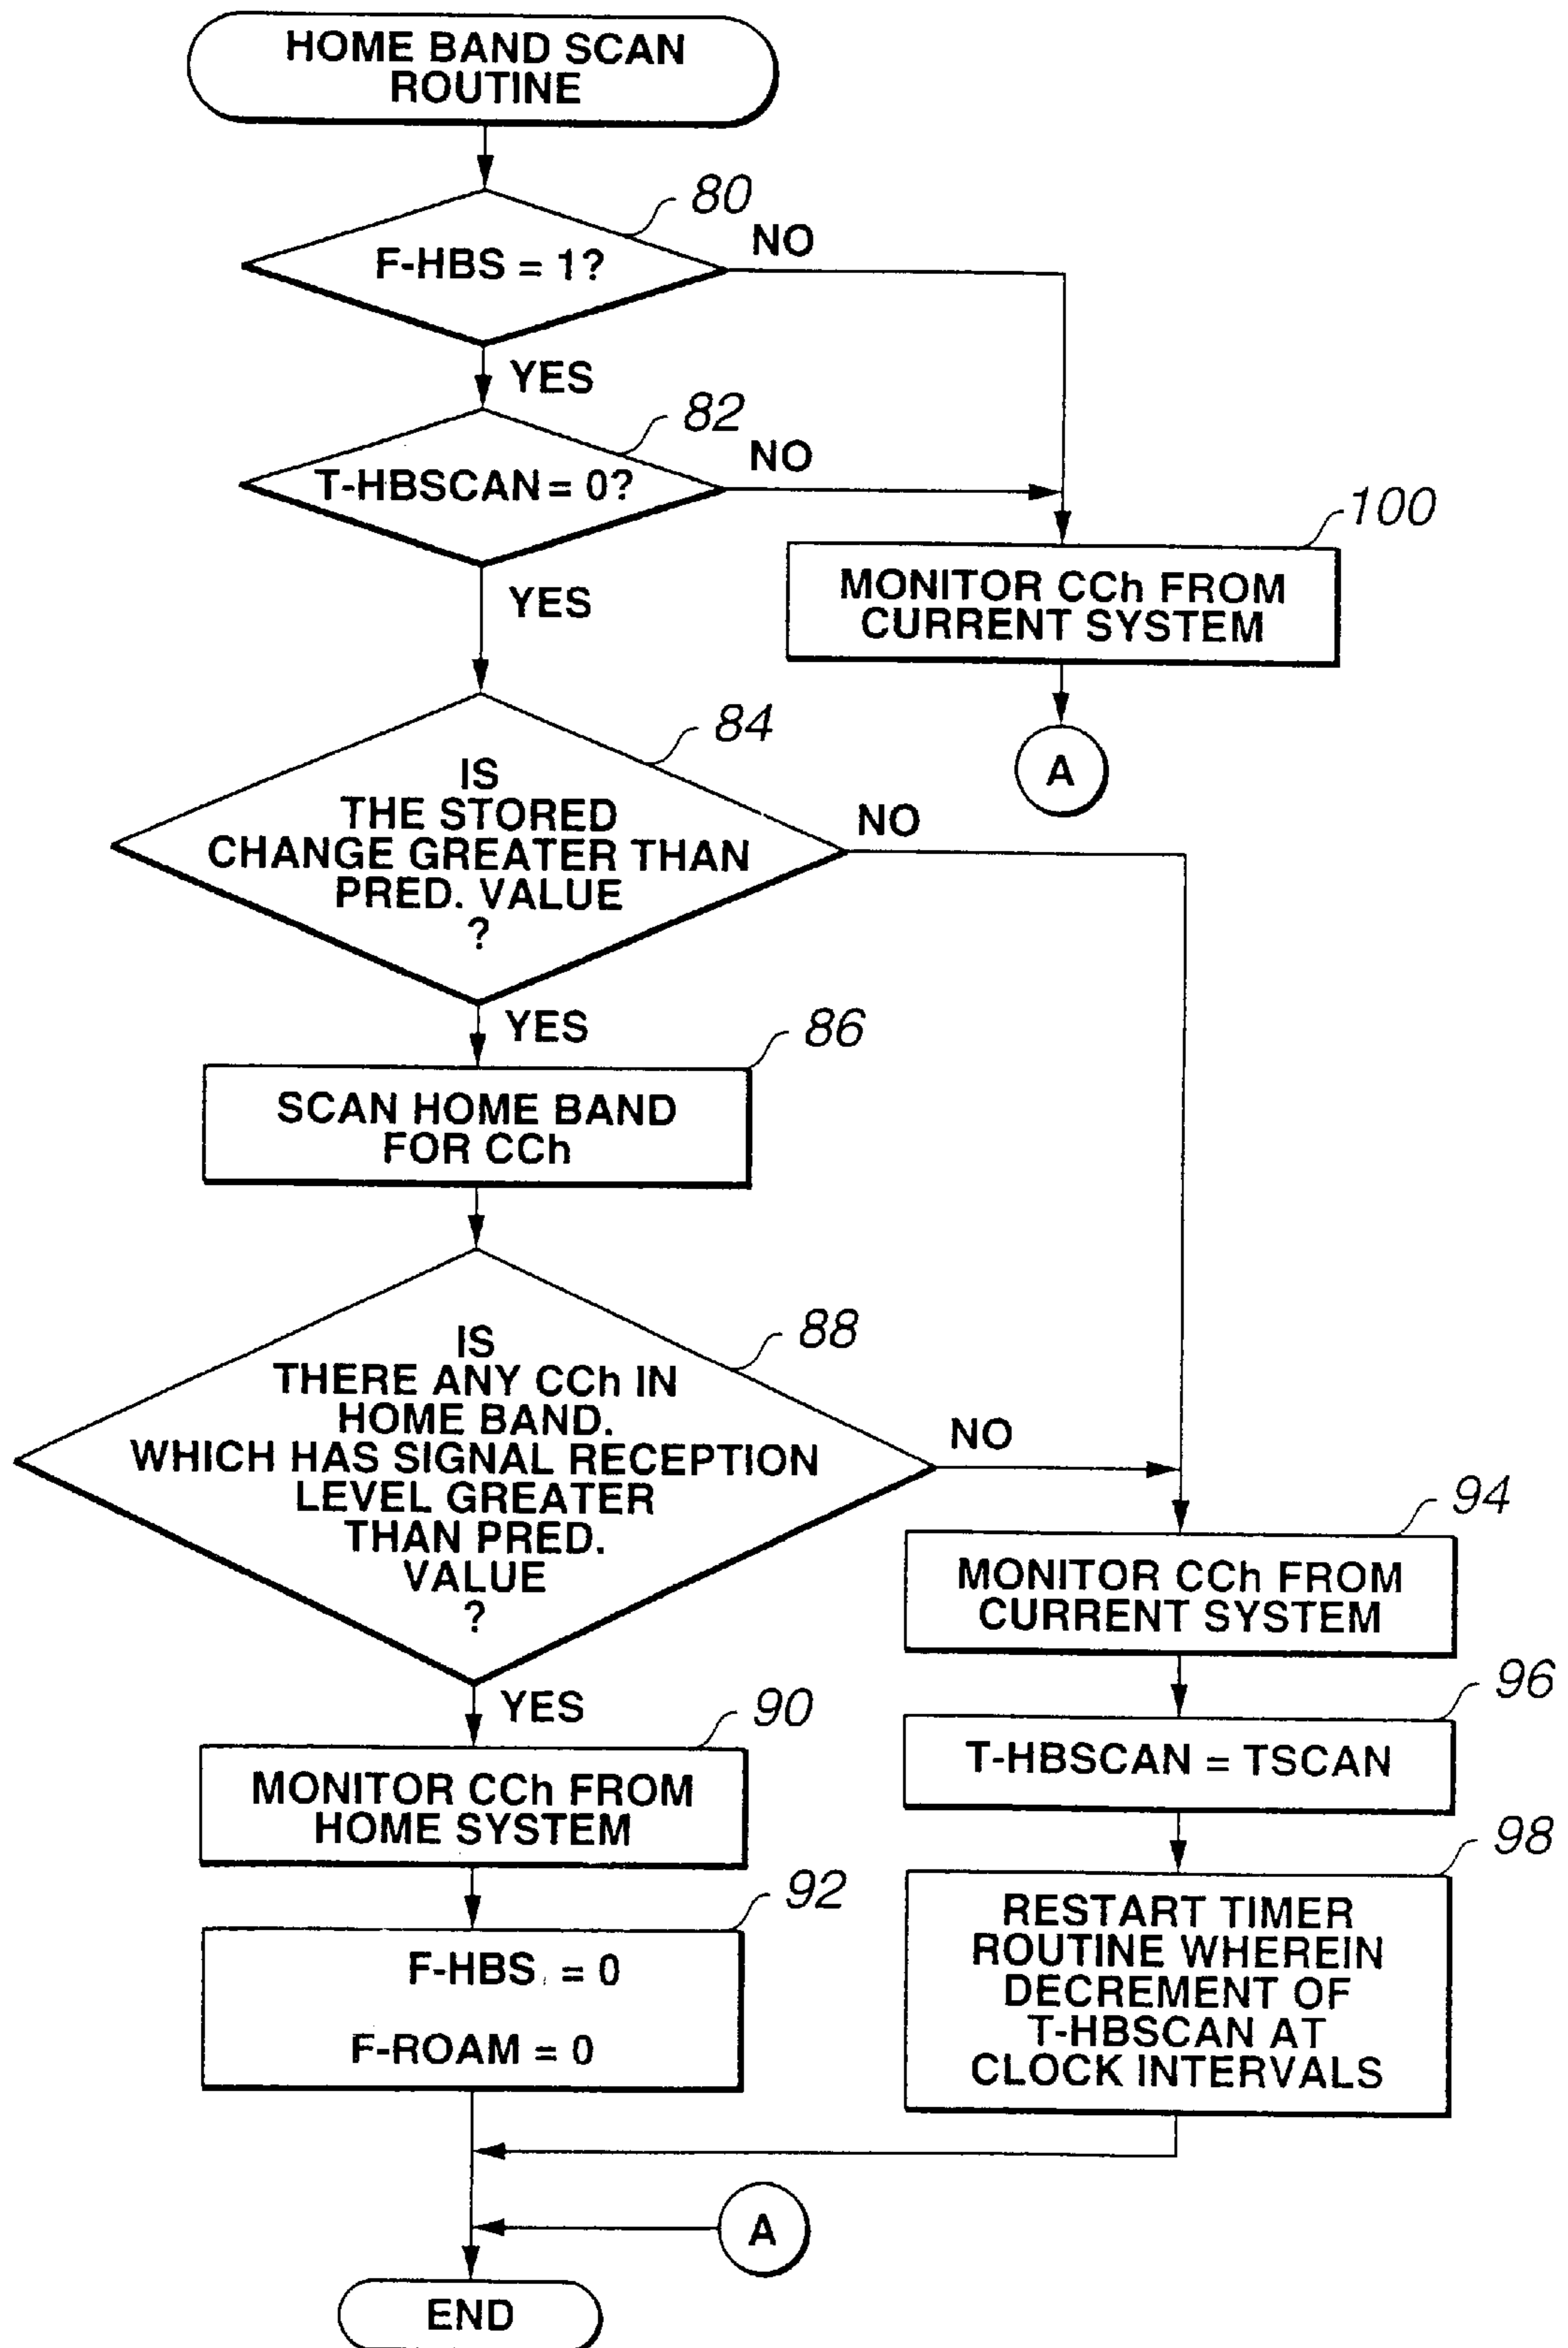 HOME BAND SCAN
ROUTINE
80
F-HBS = 1?
NO
YES
82
T-HBSCAN = 0?
NO
YES
100
MONITOR CCh FROM
CURRENT SYSTEM
A
84
IS
THE STORED
CHANGE GREATER THAN
PRED. VALUE
?
NO
YES
86
SCAN HOME BAND
FOR CCh
88
IS
THERE ANY CCh IN
HOME BAND.
WHICH HAS SIGNAL RECEPTION
LEVEL GREATER
THAN PRED.
VALUE
?
NO
YES
94
MONITOR CCh FROM
CURRENT SYSTEM
96
T-HBSCAN = TSCAN
98
RESTART TIMER
ROUTINE WHEREIN
DECREMENT OF
T-HBSCAN AT
CLOCK INTERVALS
90
MONITOR CCh FROM
HOME SYSTEM
92
F-HBS = 0
F-ROAM = 0
A
END